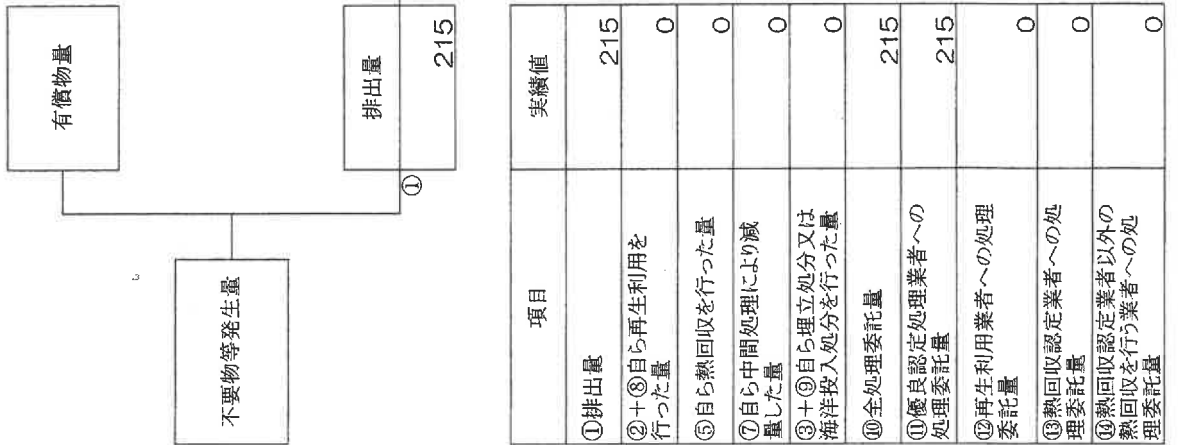 有償物量
不要物等発生量
排出量
①
215
項目
実績値
①排出量
215
②+⑧自ら再生利用を
行った量
0
⑤自ら熱回収を行った量
0
⑦自ら中間処理により減
量した量
0
③+⑨自ら埋立処分又は
海洋投入処分を行った量
0
⑩全処理委託量
215
⑪優良認定処理業者への
処理委託量
215
⑫再生利用業者への処理
委託量
0
⑬熱回収認定業者への処
理委託量
0
⑭熱回収認定業者以外の
熱回収を行う業者への処
理委託量
0